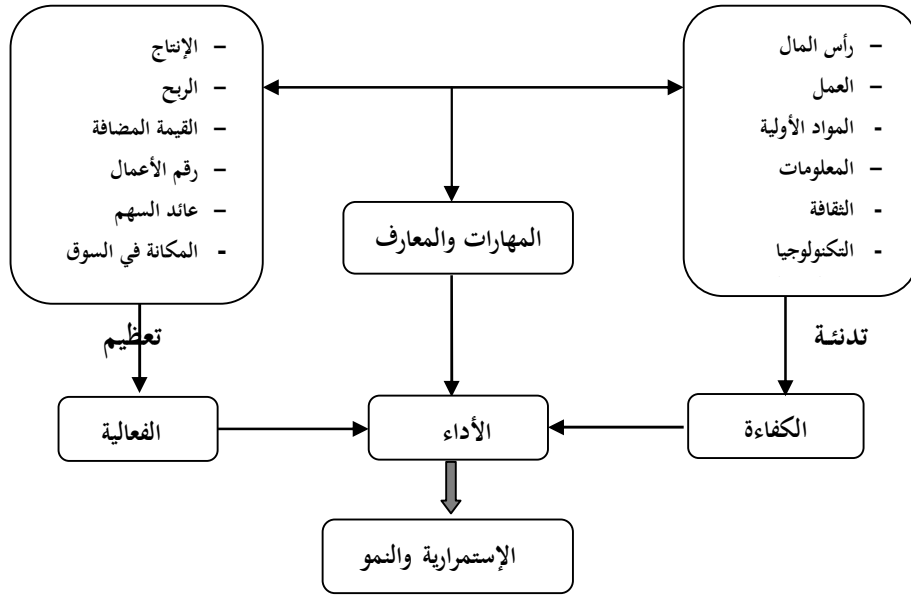 – رأس المال
– العمل
- المواد الأولية
– المعلومات
- الثقافة
- التكنولوجيا
– الإنتاج
– الربح
– القيمة المضافة
– رقم الأعمال
– عائد السهم
- المكانة في السوق
المهارات والمعارف
تدنئـة
تعظيم
الكفاءة
الأداء
الفعالية
الإستمرارية والنمو